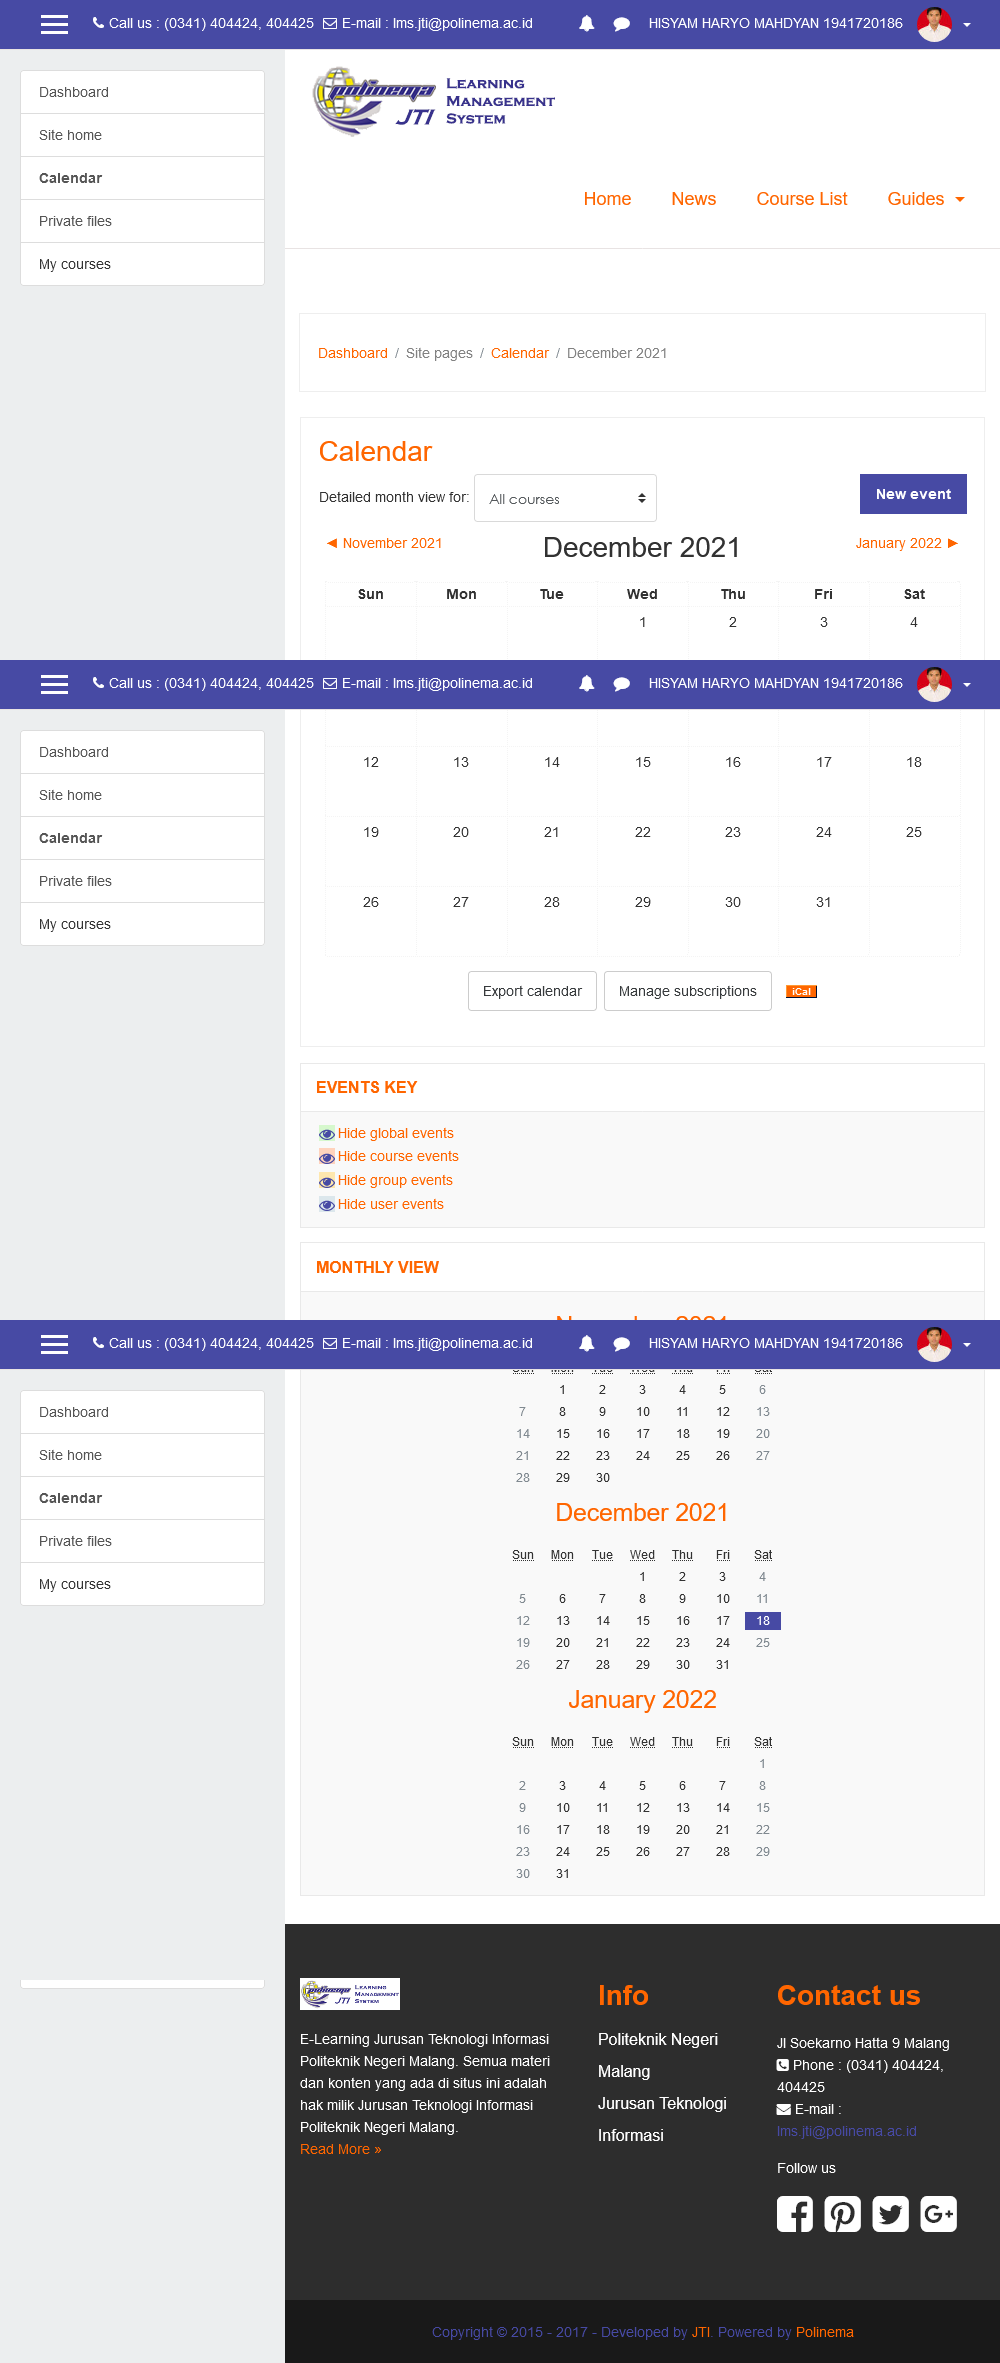 Call us : (0341) 404424, 404425 E-mail : lms.jti@polinema.ac.id HISYAM HARYO MAHDYAN 1941720186
Dashboard
Site home
Calendar
Private files
My courses
polinema JTI
LEARNING
MANAGEMENT
SYSTEM
Home News Course List Guides
Dashboard / Site pages / Calendar / December 2021
Calendar
Detailed month view for: All courses New event
◄ November 2021 December 2021 January 2022 ►
Sun Mon Tue Wed Thu Fri Sat
1 2 3 4
Call us : (0341) 404424, 404425 E-mail : lms.jti@polinema.ac.id HISYAM HARYO MAHDYAN 1941720186
Dashboard
Site home
Calendar
Private files
My courses
12 13 14 15 16 17 18
19 20 21 22 23 24 25
26 27 28 29 30 31
Export calendar Manage subscriptions iCal
EVENTS KEY
Hide global events
Hide course events
Hide group events
Hide user events
MONTHLY VIEW
November 2021
Call us : (0341) 404424, 404425 E-mail : lms.jti@polinema.ac.id HISYAM HARYO MAHDYAN 1941720186
Dashboard
Site home
Calendar
Private files
My courses
Sun Mon Tue Wed Thu Fri Sat
1 2 3 4 5 6
7 8 9 10 11 12 13
14 15 16 17 18 19 20
21 22 23 24 25 26 27
28 29 30
December 2021
Sun Mon Tue Wed Thu Fri Sat
1 2 3 4
5 6 7 8 9 10 11
12 13 14 15 16 17 18
19 20 21 22 23 24 25
26 27 28 29 30 31
January 2022
Sun Mon Tue Wed Thu Fri Sat
1
2 3 4 5 6 7 8
9 10 11 12 13 14 15
16 17 18 19 20 21 22
23 24 25 26 27 28 29
30 31
polinema JTI
LEARNING
MANAGEMENT
SYSTEM
E-Learning Jurusan Teknologi Informasi
Politeknik Negeri Malang. Semua materi
dan konten yang ada di situs ini adalah
hak milik Jurusan Teknologi Informasi
Politeknik Negeri Malang.
Read More »
Info
Politeknik Negeri
Malang
Jurusan Teknologi
Informasi
Contact us
Jl Soekarno Hatta 9 Malang
Phone : (0341) 404424,
404425
E-mail :
lms.jti@polinema.ac.id
Follow us
Copyright © 2015 - 2017 - Developed by JTI. Powered by Polinema